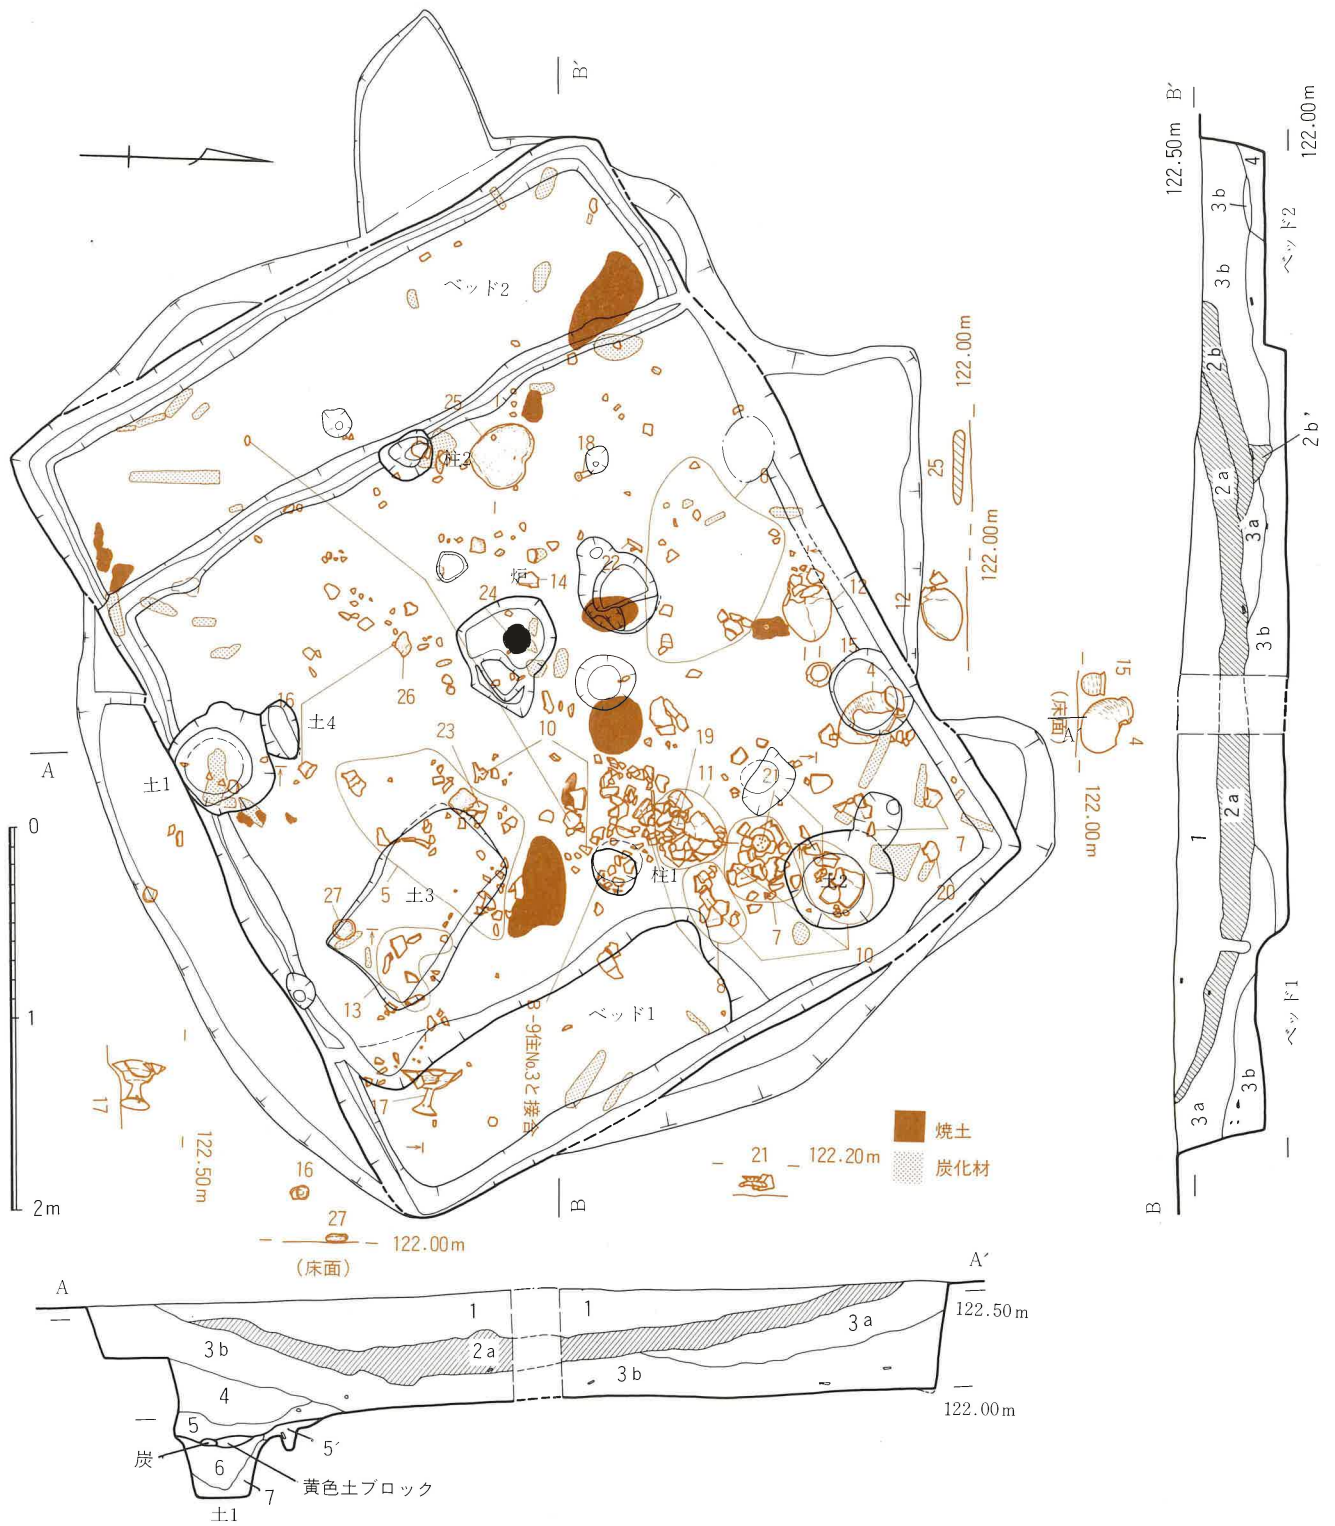 B′
ベッド2
25
1
柱2
18
6
炉
14
22
24
12
15
4
26
16
土4
10
23
19
11
21
A
土1
A′
柱1
7
土2
20
5
土3
27
3
7
10
8
13
ベッド1
17
8-9住No.3と接合
0
1
2m
122.00m
25
122.00m
12
15
4
(床面)
122.00m
17
122.50m
16
27
122.00m
(床面)
21
122.20m
焼土
炭化材
B
B′
122.50m
122.00m
4
3b
ベッド2
3b
2b
2b’
2a
3a
3b
1
2a
ベッド1
3b
3a
B
A
A′
122.50m
1
1
2a
3a
3b
3b
4
122.00m
5
5′
炭
6
7
黄色土ブロック
土1